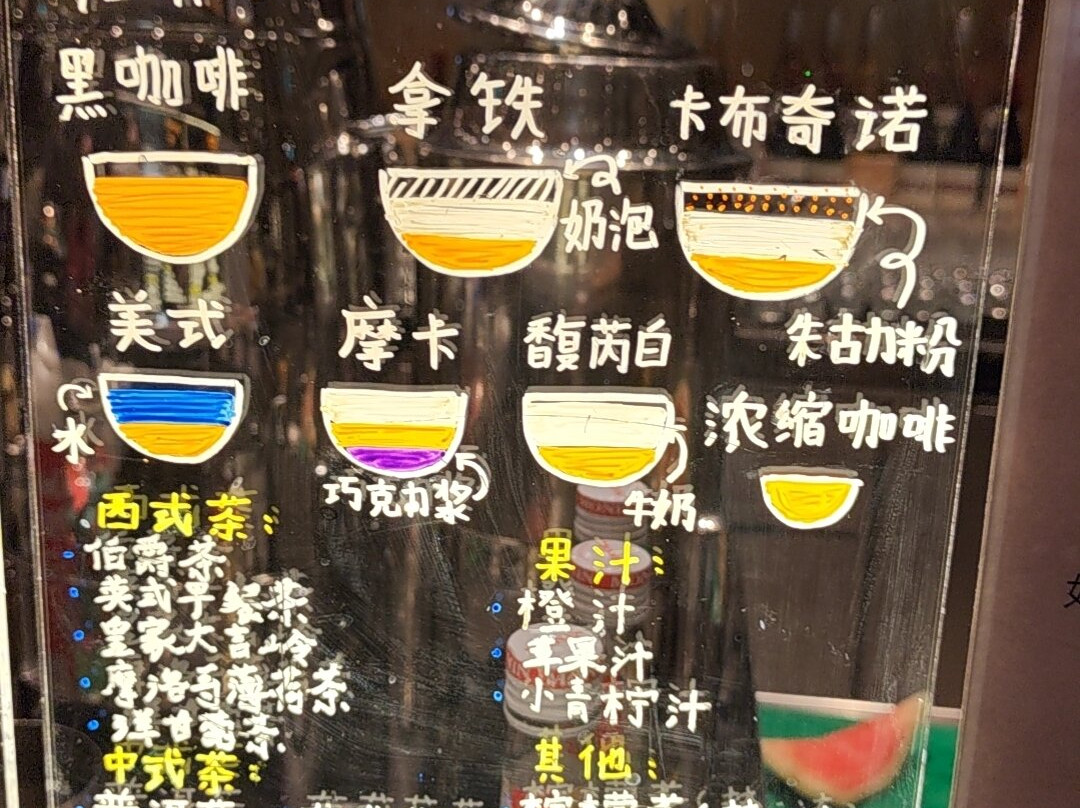 黑咖啡
拿铁
卡布奇诺
奶泡
朱古力粉
美式
摩卡
馥芮白
浓缩咖啡
水
巧克力浆
牛奶
西式茶:
伯爵茶
英式早餐茶
皇家大吉岭
摩洛哥薄荷茶
洋甘菊茶
果汁:
橙汁
苹果汁
小青柠汁
中式茶:
其他: